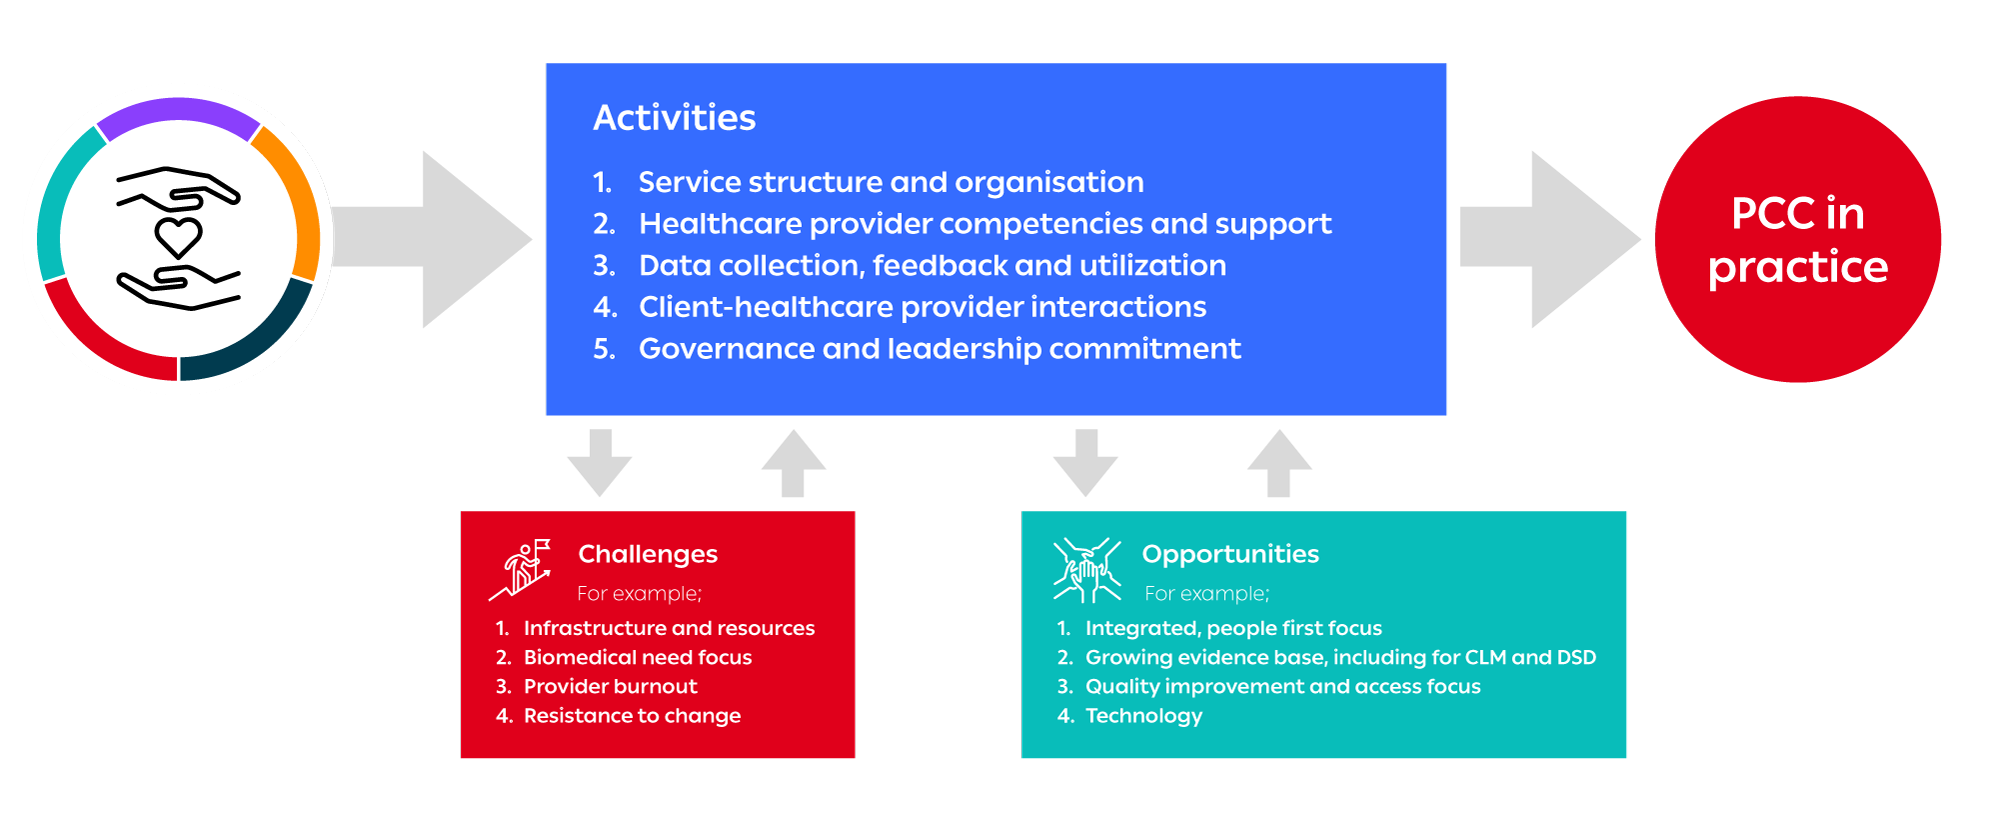 Activities
1. Service structure and organisation
2. Healthcare provider competencies and support
3. Data collection, feedback and utilization
4. Client-healthcare provider interactions
5. Governance and leadership commitment
PCC in
practice
Challenges
For example;
1. Infrastructure and resources
2. Biomedical need focus
3. Provider burnout
4. Resistance to change
Opportunities
For example;
1. Integrated, people first focus
2. Growing evidence base, including for CLM and DSD
3. Quality improvement and access focus
4. Technology